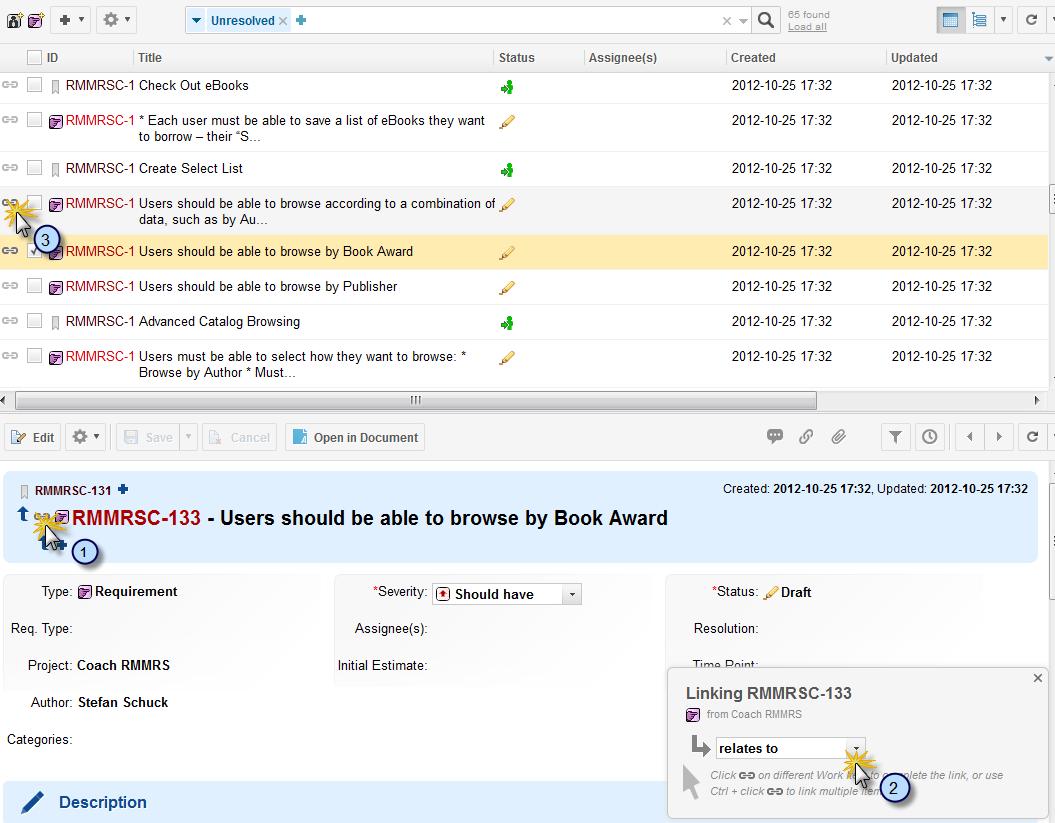 Unresolved
65 found
Load all
ID Title Status Assignee(s) Created Updated
RMMRSC-1 Check Out eBooks 2012-10-25 17:32 2012-10-25 17:32
RMMRSC-1 * Each user must be able to save a list of eBooks they want 2012-10-25 17:32 2012-10-25 17:32
to borrow – their “S...
RMMRSC-1 Create Select List 2012-10-25 17:32 2012-10-25 17:32
RMMRSC-1 Users should be able to browse according to a combination of 2012-10-25 17:32 2012-10-25 17:32
data, such as by Au...
3
RMMRSC-1 Users should be able to browse by Book Award 2012-10-25 17:32 2012-10-25 17:32
RMMRSC-1 Users should be able to browse by Publisher 2012-10-25 17:32 2012-10-25 17:32
RMMRSC-1 Advanced Catalog Browsing 2012-10-25 17:32 2012-10-25 17:32
RMMRSC-1 Users must be able to select how they want to browse: * 2012-10-25 17:32 2012-10-25 17:32
Browse by Author * Must...
Edit Save Cancel Open in Document
RMMRSC-131 Created: 2012-10-25 17:32, Updated: 2012-10-25 17:32
RMMRSC-133 - Users should be able to browse by Book Award
1
Type: Requirement *Severity: Should have *Status: Draft
Req. Type: Assignee(s): Resolution:
Project: Coach RMMRS Initial Estimate: Time Point:
Author: Stefan Schuck
Categories:
Linking RMMRSC-133
from Coach RMMRS
relates to
Click on different Work to complete the link, or use
Ctrl + click to link multiple items
2
Description